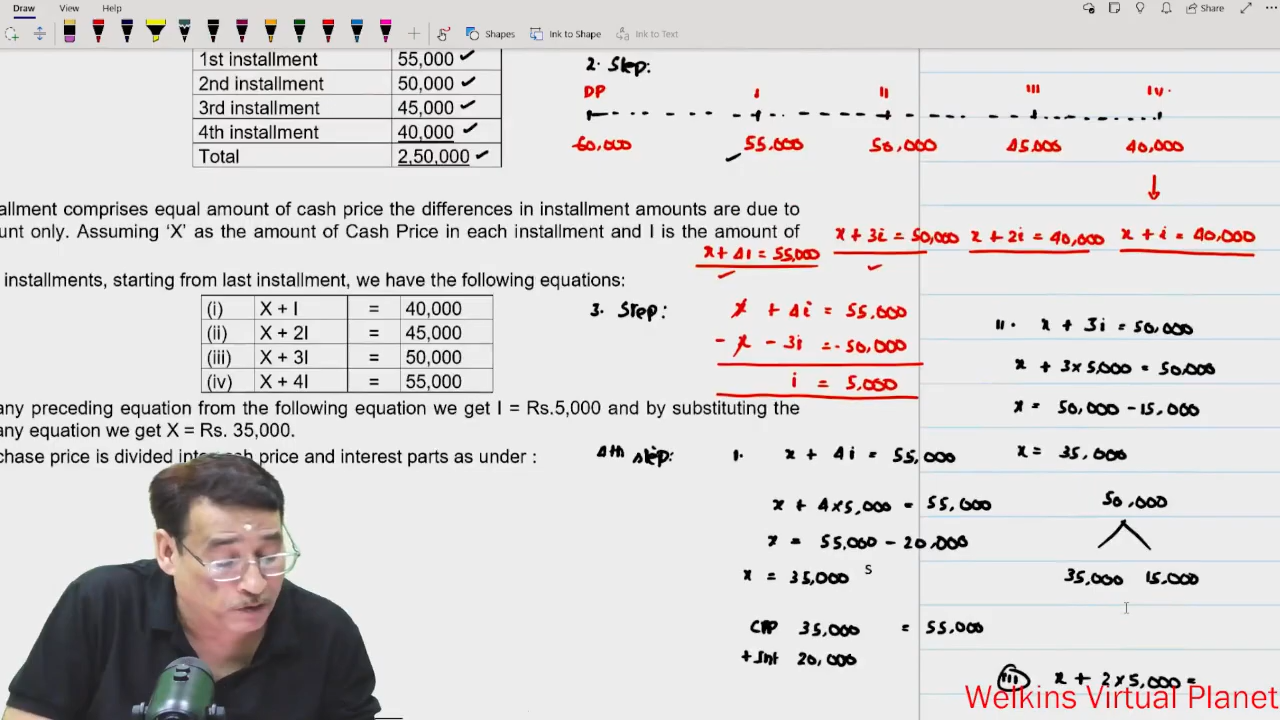 Draw View Help
Share
Shapes Ink to Shape Ink to Text
1st installment 55,000 ✓
2nd installment 50,000 ✓
3rd installment 45,000 ✓
4th installment 40,000 ✓
Total 2,50,000 ✓
2. Step:
DP I II III IV.
60,000 55,000 50,000 45,000 40,000
allment comprises equal amount of cash price the differences in installment amounts are due to
unt only. Assuming 'X' as the amount of Cash Price in each installment and I is the amount of
x + 4i = 55,000 x + 3i = 50,000 x + 2i = 40,000 x + i = 40,000
installments, starting from last installment, we have the following equations:
(i) X + I = 40,000
(ii) X + 2I = 45,000
(iii) X + 3I = 50,000
(iv) X + 4I = 55,000
any preceding equation from the following equation we get I = Rs.5,000 and by substituting the
any equation we get X = Rs. 35,000.
chase price is divided into cash price and interest parts as under :
3. Step:
x + 4i = 55,000
- x - 3i = - 50,000
i = 5,000
4th step: 1. x + 4i = 55,000
x + 4x5,000 = 55,000
x = 55,000 - 20,000
x = 35,000 s
CP 35,000 = 55,000
+ Int 20,000
11. x + 3i = 50,000
x + 3x5,000 = 50,000
x = 50,000 - 15,000
x = 35,000
50,000
35,000 15,000
III x + 2x5,000 =
Welkins Virtual Planet